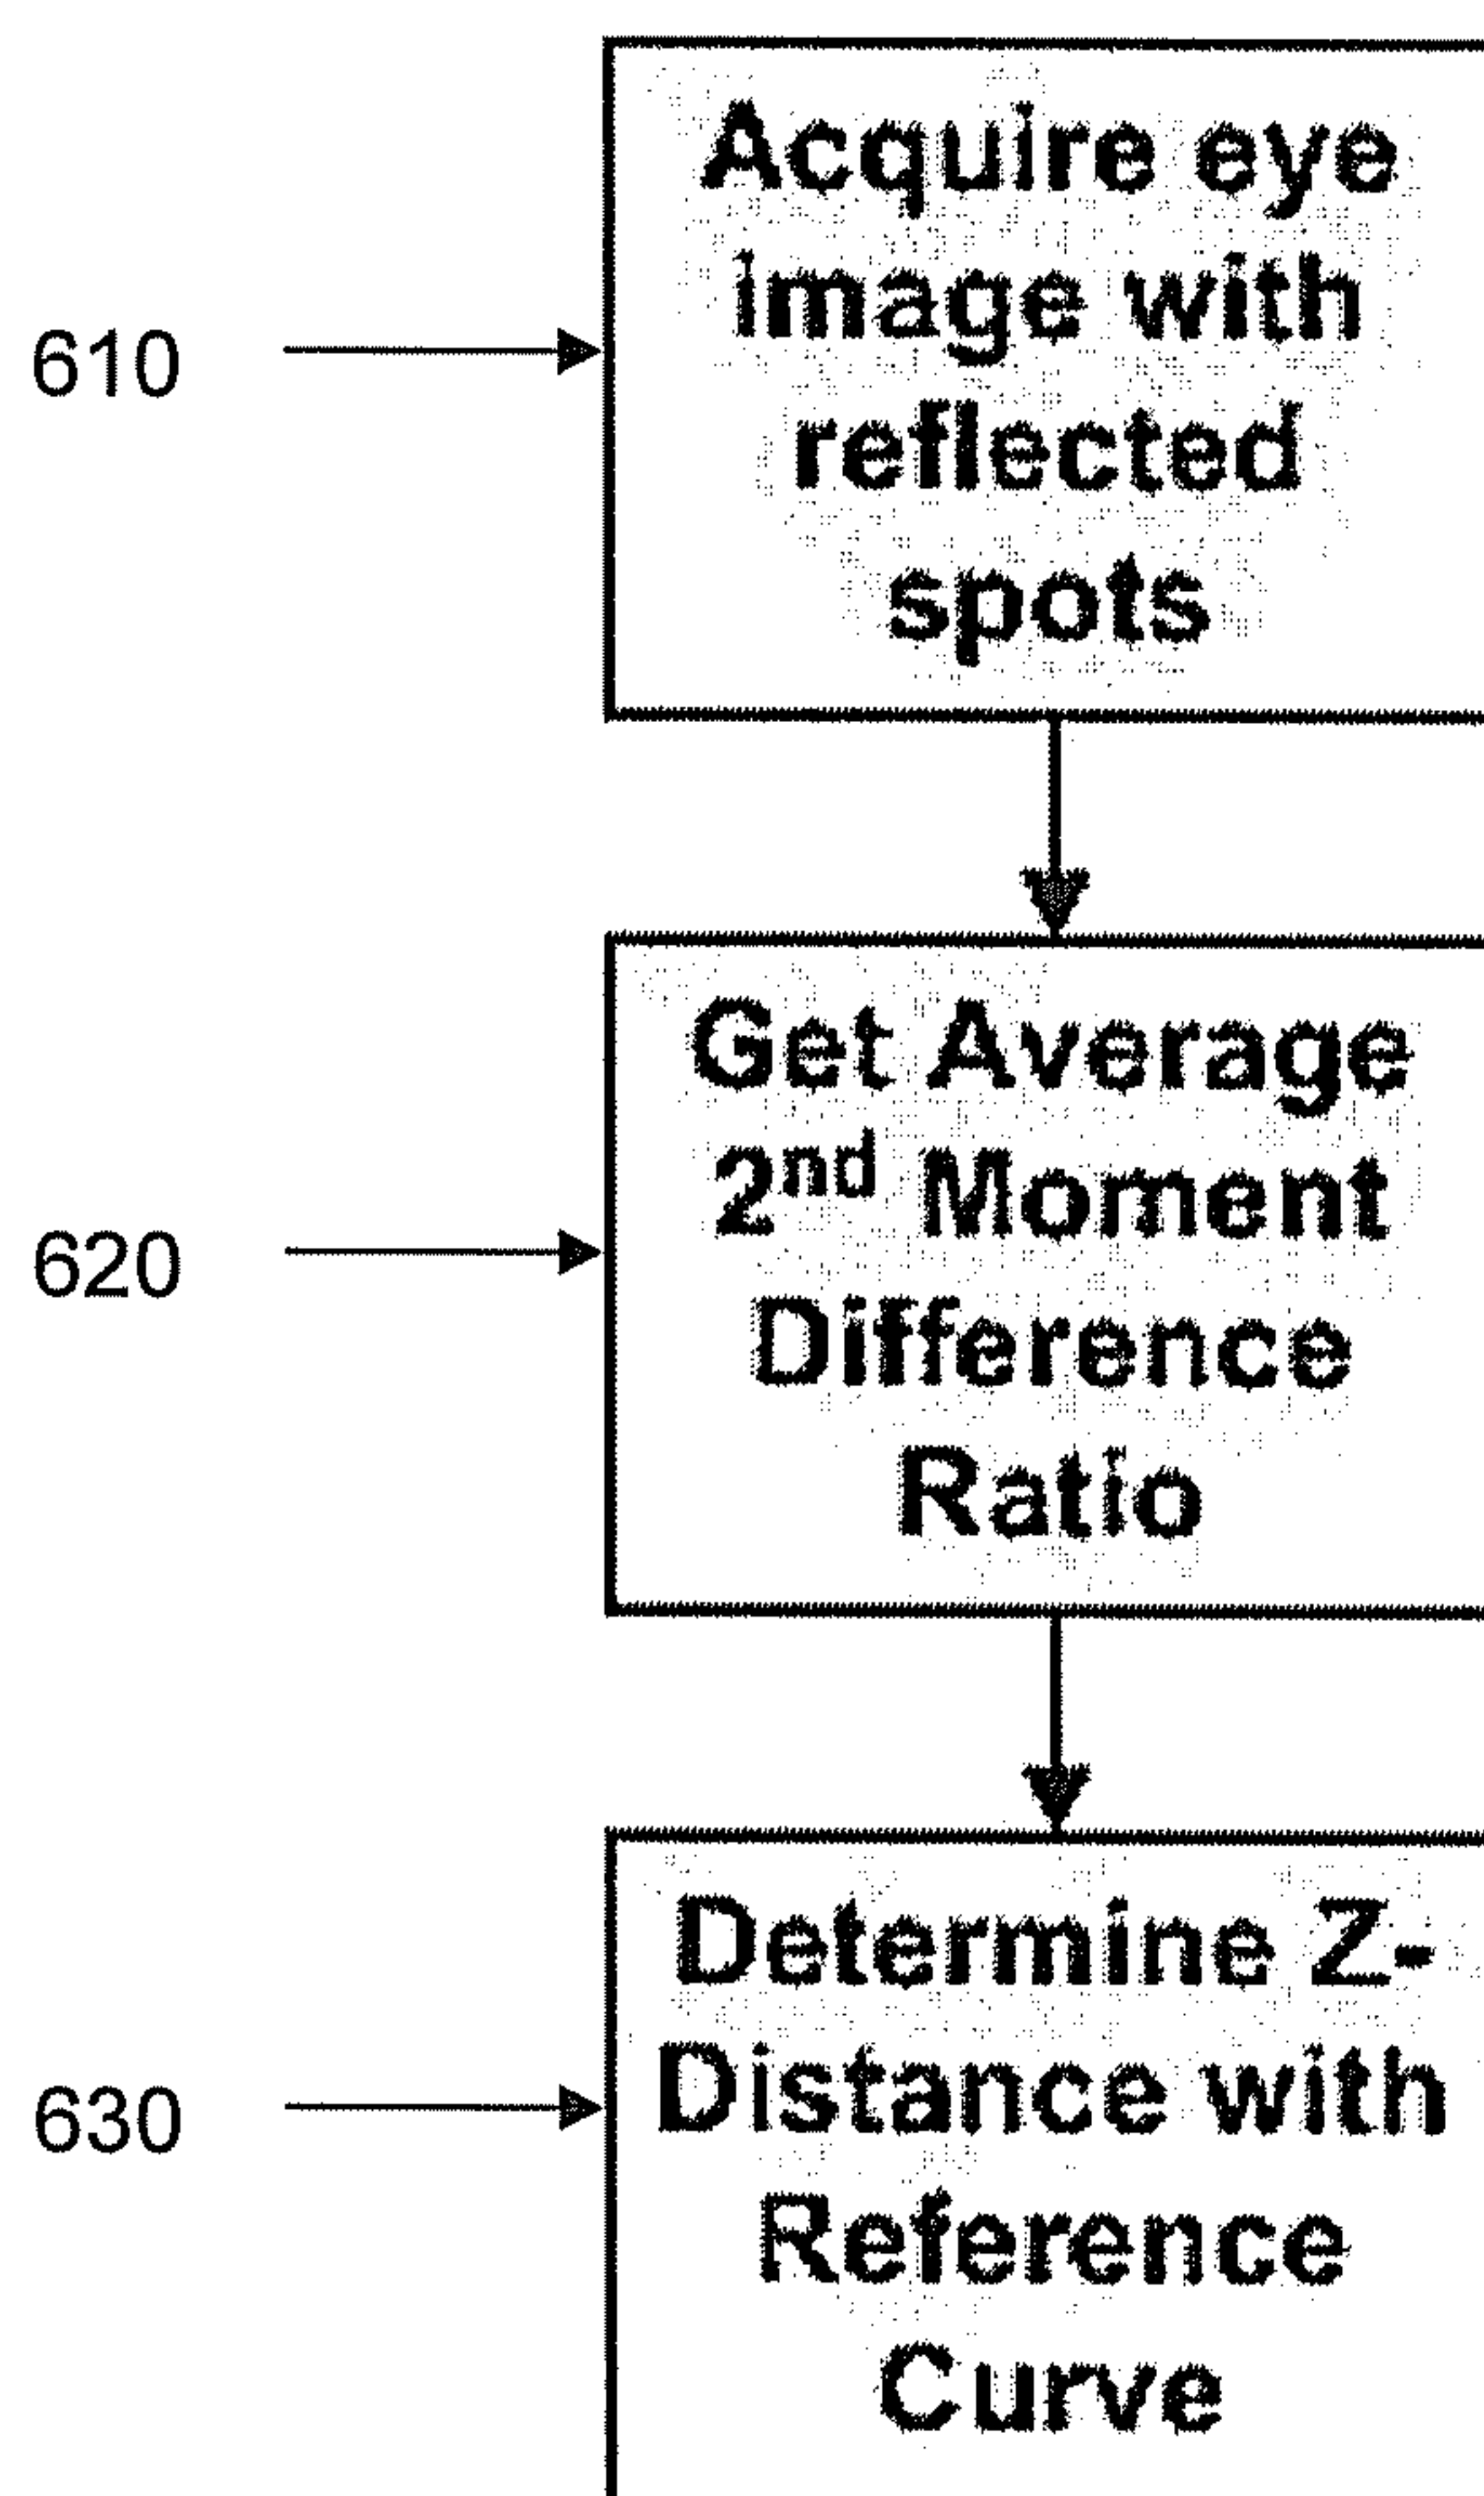 Acquire eye
image with
reflected
spots
610
Get Average
2nd Moment
Difference
Ratio
620
Determine Z-
Distance with
Reference
Curve
630